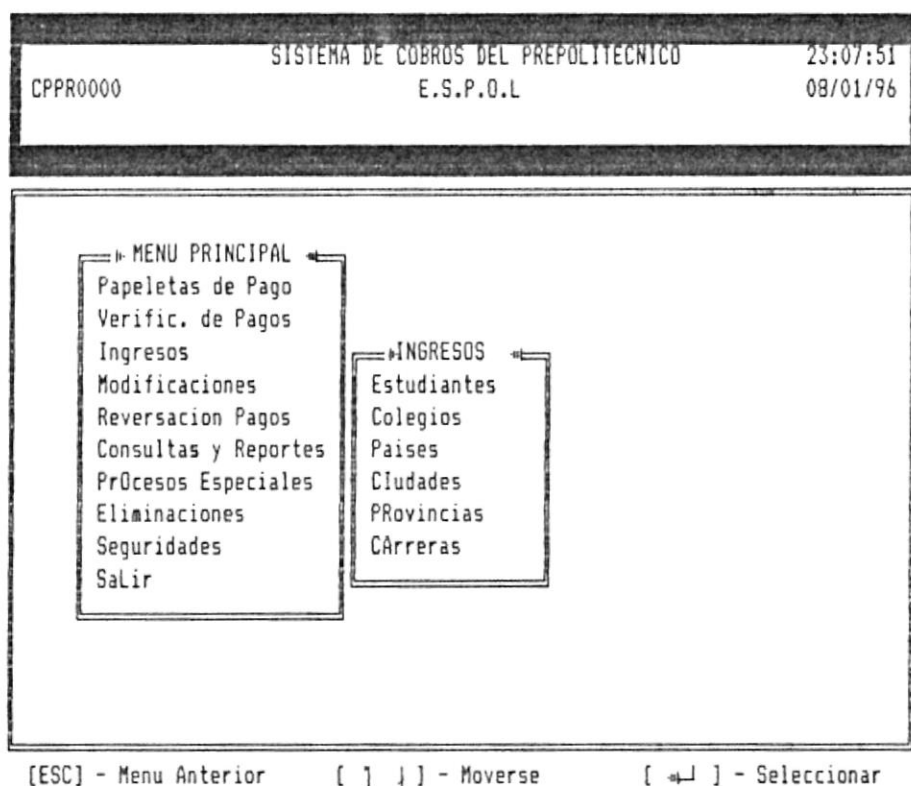 SISTEMA DE COBROS DEL PREPOLITECNICO 23:07:51
CPPR0000 E.S.P.O.L 08/01/96
MENU PRINCIPAL
Papeletas de Pago
Verific. de Pagos
Ingresos
Modificaciones
Reversacion Pagos
Consultas y Reportes
PrOcesos Especiales
Eliminaciones
Seguridades
SaLir
INGRESOS
Estudiantes
Colegios
Paises
CIudades
PRovincias
CArreras
[ESC] - Menu Anterior [ ↑ ↓ ] - Moverse [ ↵ ] - Seleccionar